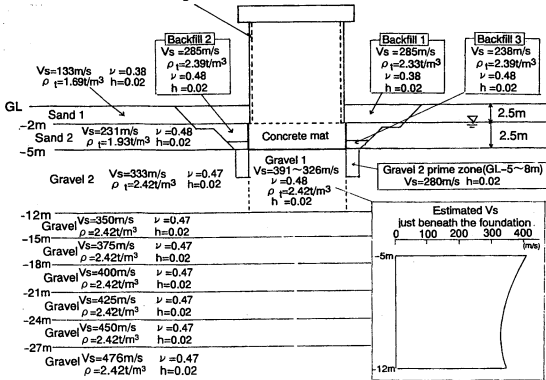 Backfill 2
Vs=285m/s
ρt=2.39t/m³
ν=0.48
h=0.02
Backfill 1
Vs=285m/s
ρt=2.33t/m³
ν=0.38
h=0.02
Backfill 3
Vs=238m/s
ρt=2.39t/m³
ν=0.48
h=0.02
Vs=133m/s ν=0.38
ρt=1.69t/m³ h=0.02
GL
Sand 1
2.5m
-2m
Sand 2 Vs=231m/s ν=0.48
ρt=1.93t/m³ h=0.02
Concrete mat
2.5m
-5m
Gravel 2 Vs=333m/s ν=0.47
ρt=2.42t/m³ h=0.02
Gravel 1
Vs=391~326m/s
ν=0.48
ρt=2.42t/m³
h=0.02
Gravel 2 prime zone(GL-5~8m)
Vs=280m/s h=0.02
-12m
Gravel Vs=350m/s ν=0.47
ρ=2.42t/m³ h=0.02
-15m
Gravel Vs=375m/s ν=0.47
ρ=2.42t/m³ h=0.02
-18m
Gravel Vs=400m/s ν=0.47
ρ=2.42t/m³ h=0.02
-21m
Gravel Vs=425m/s ν=0.47
ρ=2.42t/m³ h=0.02
-24m
Gravel Vs=450m/s ν=0.47
ρ=2.42t/m³ h=0.02
-27m
Gravel Vs=476m/s ν=0.47
ρ=2.42t/m³ h=0.02
Estimated Vs
just beneath the foundation
0 100 200 300 400
(m/s)
-5m
-12m